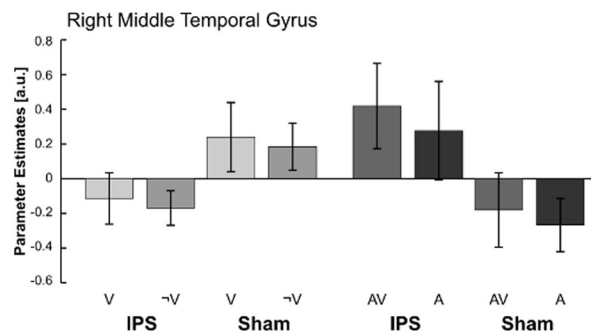 Right Middle Temporal Gyrus
Parameter Estimates [a.u.]
0.8
0.6
0.4
0.2
0
-0.2
-0.4
-0.6
V ¬V V ¬V AV A AV A
IPS Sham IPS Sham